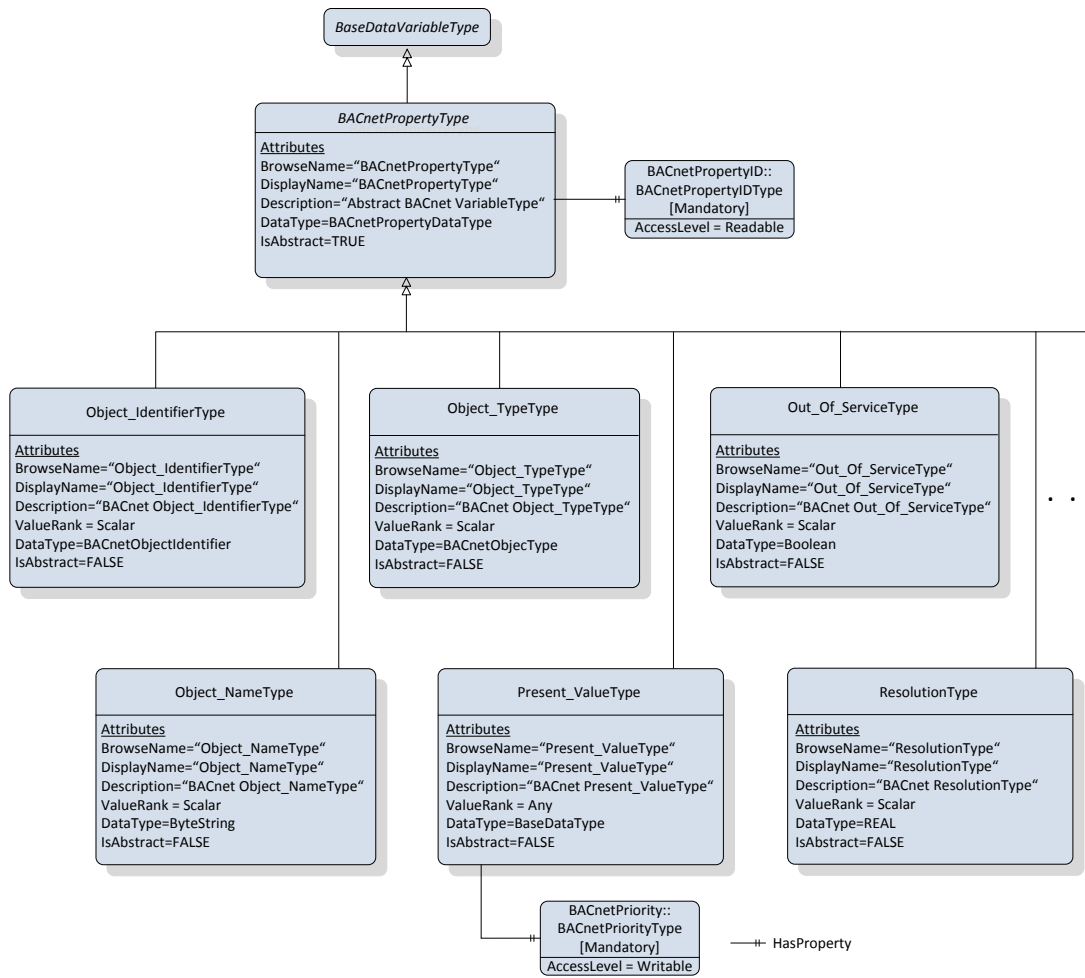 BaseDataVariableType
BACnetPropertyType
Attributes
BrowseName=“BACnetPropertyType“
DisplayName=“BACnetPropertyType“
Description=“Abstract BACnet VariableType“
DataType=BACnetPropertyDataType
IsAbstract=TRUE
BACnetPropertyID::
BACnetPropertyIDType
[Mandatory]
AccessLevel = Readable
Object_IdentifierType
Attributes
BrowseName=“Object_IdentifierType“
DisplayName=“Object_IdentifierType“
Description=“BACnet Object_IdentifierType“
ValueRank = Scalar
DataType=BACnetObjectIdentifier
IsAbstract=FALSE
Object_TypeType
Attributes
BrowseName=“Object_TypeType“
DisplayName=“Object_TypeType“
Description=“BACnet Object_TypeType“
ValueRank = Scalar
DataType=BACnetObjecType
IsAbstract=FALSE
Out_Of_ServiceType
Attributes
BrowseName=“Out_Of_ServiceType“
DisplayName=“Out_Of_ServiceType“
Description=“BACnet Out_Of_ServiceType“
ValueRank = Scalar
DataType=Boolean
IsAbstract=FALSE
. .
Object_NameType
Attributes
BrowseName=“Object_NameType“
DisplayName=“Object_NameType“
Description=“BACnet Object_NameType“
ValueRank = Scalar
DataType=ByteString
IsAbstract=FALSE
Present_ValueType
Attributes
BrowseName=“Present_ValueType“
DisplayName=“Present_ValueType“
Description=“BACnet Present_ValueType“
ValueRank = Any
DataType=BaseDataType
IsAbstract=FALSE
ResolutionType
Attributes
BrowseName=“ResolutionType“
DisplayName=“ResolutionType“
Description=“BACnet ResolutionType“
ValueRank = Scalar
DataType=REAL
IsAbstract=FALSE
BACnetPriority::
BACnetPriorityType
[Mandatory]
AccessLevel = Writable
HasProperty